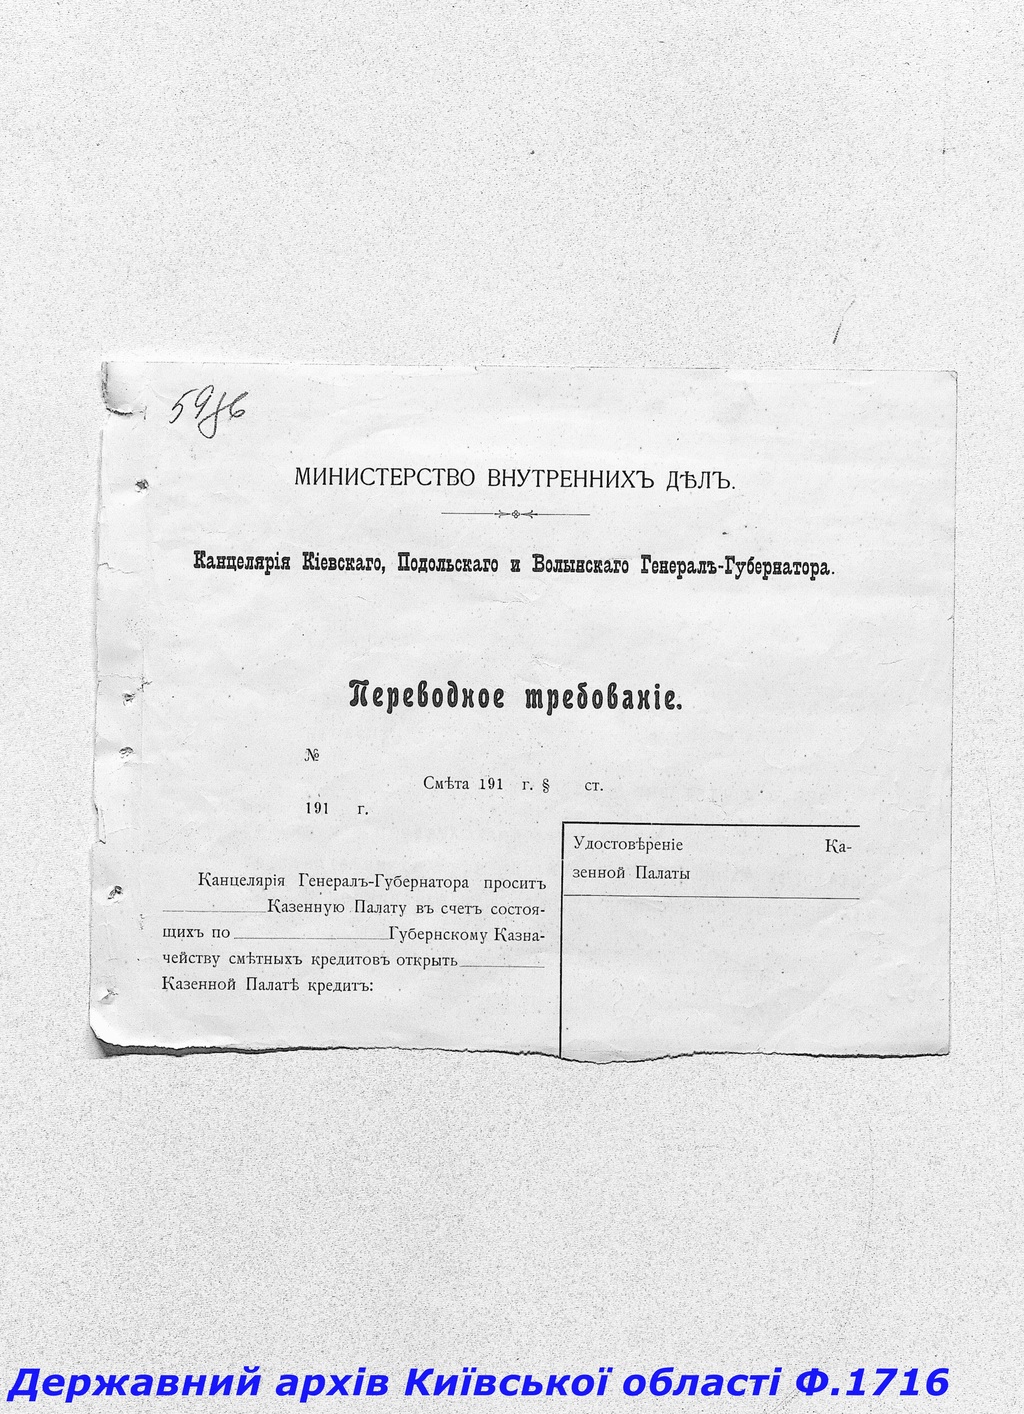 МИНИСТЕРСТВО ВНУТРЕННИХЪ ДѢЛЪ.
Канцелярія Кіевскаго, Подольскаго и Волынскаго Генералъ-Губернатора.
Переводное требованіе.
№
Смѣта 191 г. § ст.
191 г.
Удостовѣреніе Ка-
зенной Палаты
Канцелярія Генералъ-Губернатора проситъ
Казенную Палату въ счетъ состоя-
щихъ по Губернскому Казна-
чейству смѣтныхъ кредитовъ открыть
Казенной Палатѣ кредитъ:
Державний архів Київської області Ф.1716